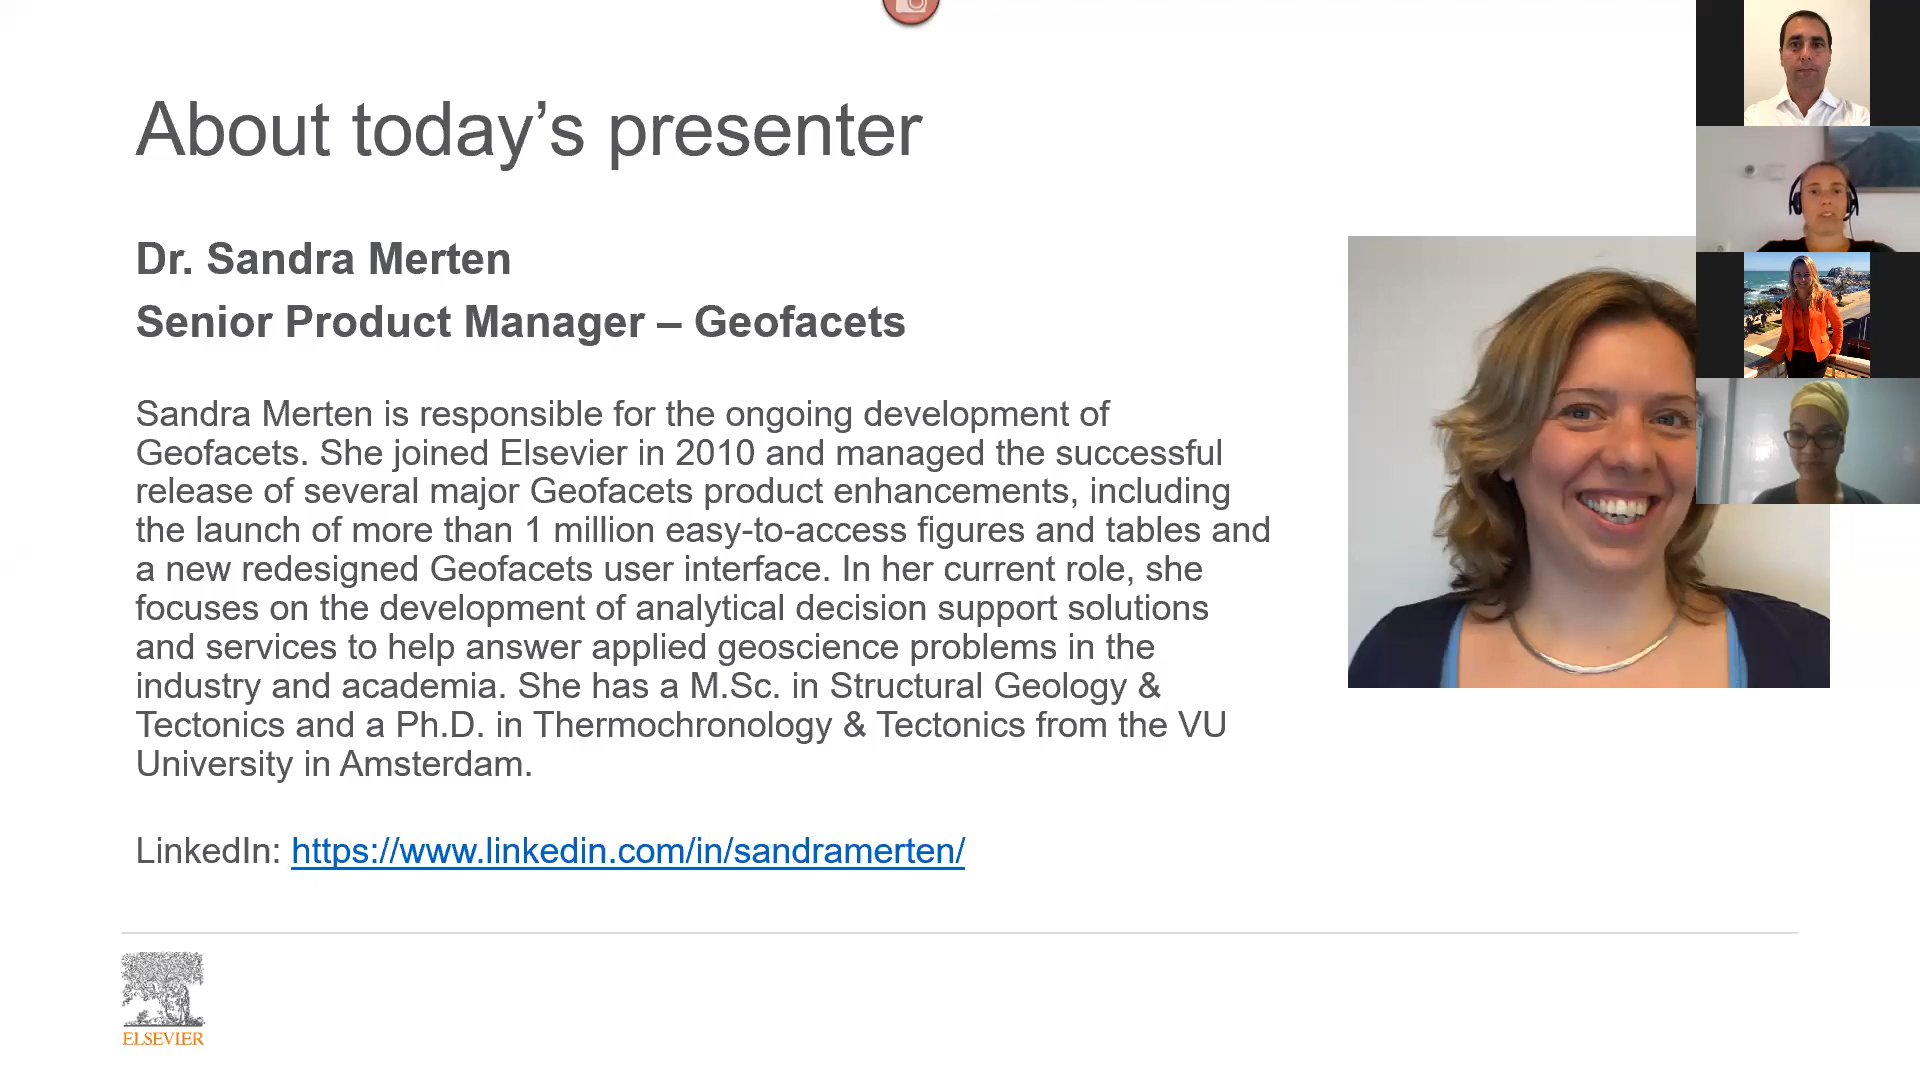 About today’s presenter
Dr. Sandra Merten
Senior Product Manager – Geofacets
Sandra Merten is responsible for the ongoing development of
Geofacets. She joined Elsevier in 2010 and managed the successful
release of several major Geofacets product enhancements, including
the launch of more than 1 million easy-to-access figures and tables and
a new redesigned Geofacets user interface. In her current role, she
focuses on the development of analytical decision support solutions
and services to help answer applied geoscience problems in the
industry and academia. She has a M.Sc. in Structural Geology &
Tectonics and a Ph.D. in Thermochronology & Tectonics from the VU
University in Amsterdam.
LinkedIn: https://www.linkedin.com/in/sandramerten/
ELSEVIER